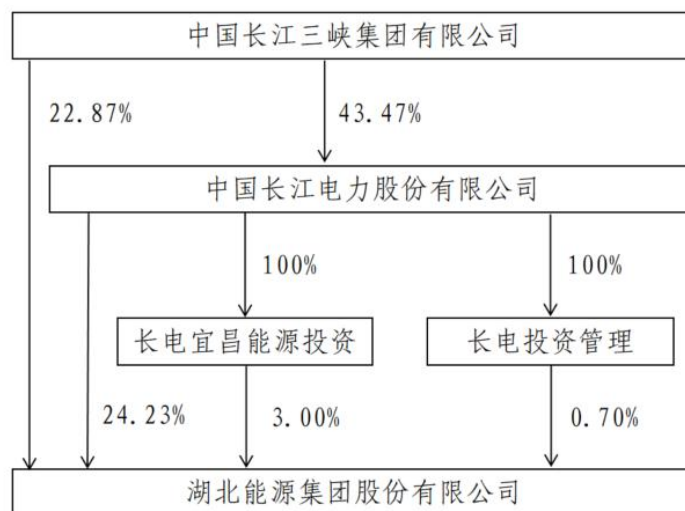 中国长江三峡集团有限公司
22.87%
43.47%
中国长江电力股份有限公司
100%
100%
长电宜昌能源投资
长电投资管理
24.23%
3.00%
0.70%
湖北能源集团股份有限公司